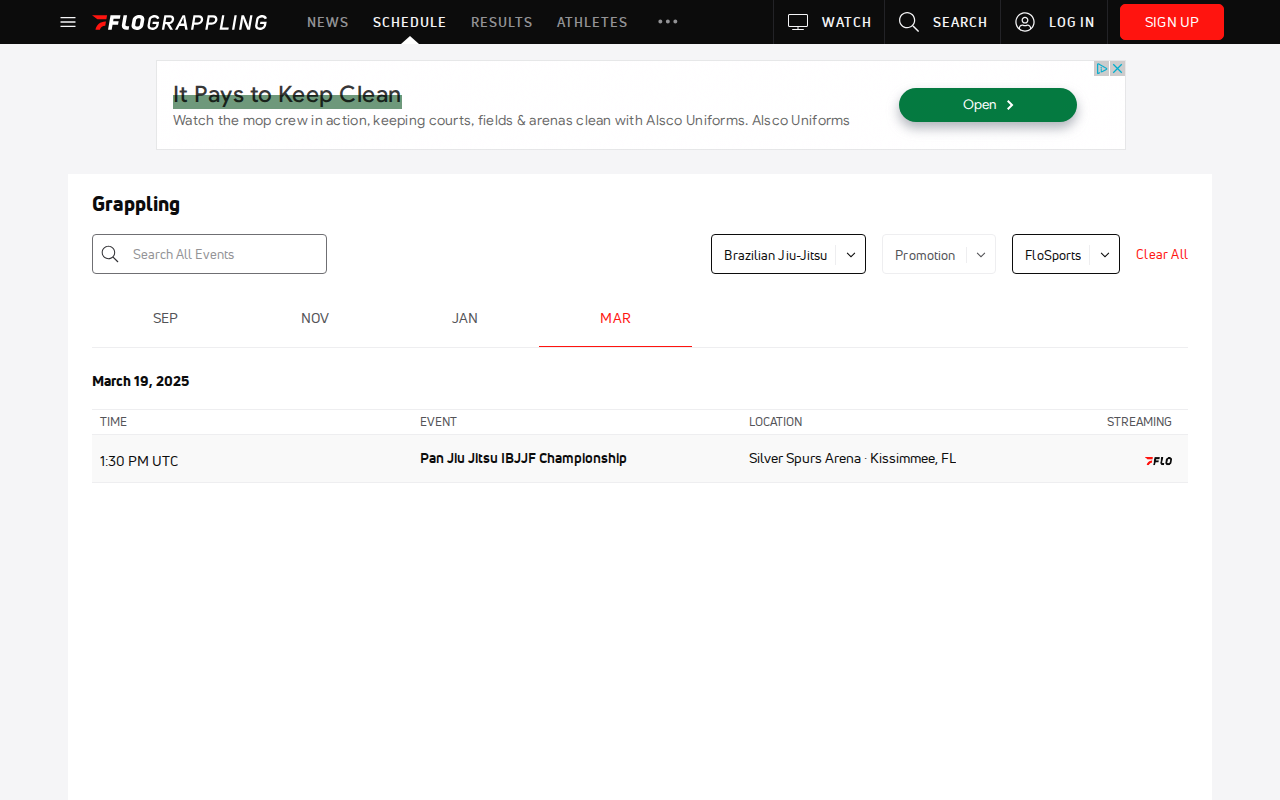 FLOGRAPPLING NEWS SCHEDULE RESULTS ATHLETES WATCH SEARCH LOG IN SIGN UP
It Pays to Keep Clean
Watch the mop crew in action, keeping courts, fields & arenas clean with Alsco Uniforms. Alsco Uniforms
Open
Grappling
Search All Events Brazilian Jiu-Jitsu Promotion FloSports Clear All
SEP NOV JAN MAR
March 19, 2025
TIME EVENT LOCATION STREAMING
1:30 PM UTC Pan Jiu Jitsu IBJJF Championship Silver Spurs Arena · Kissimmee, FL FLO